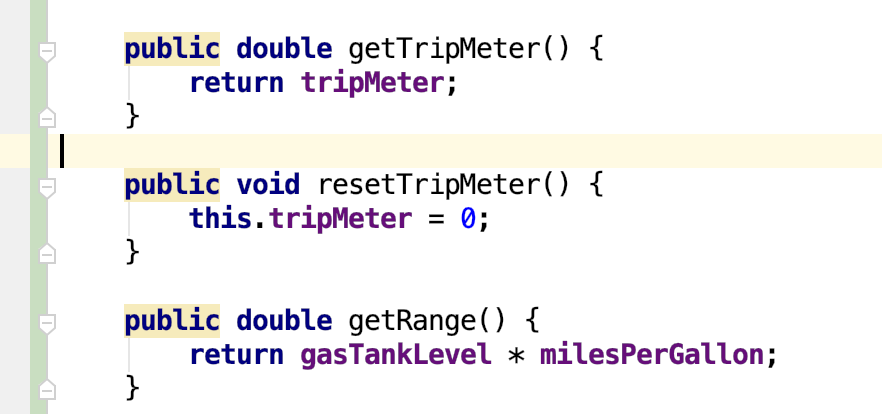 public double getTripMeter() {
return tripMeter;
}
public void resetTripMeter() {
this.tripMeter = 0;
}
public double getRange() {
return gasTankLevel * milesPerGallon;
}